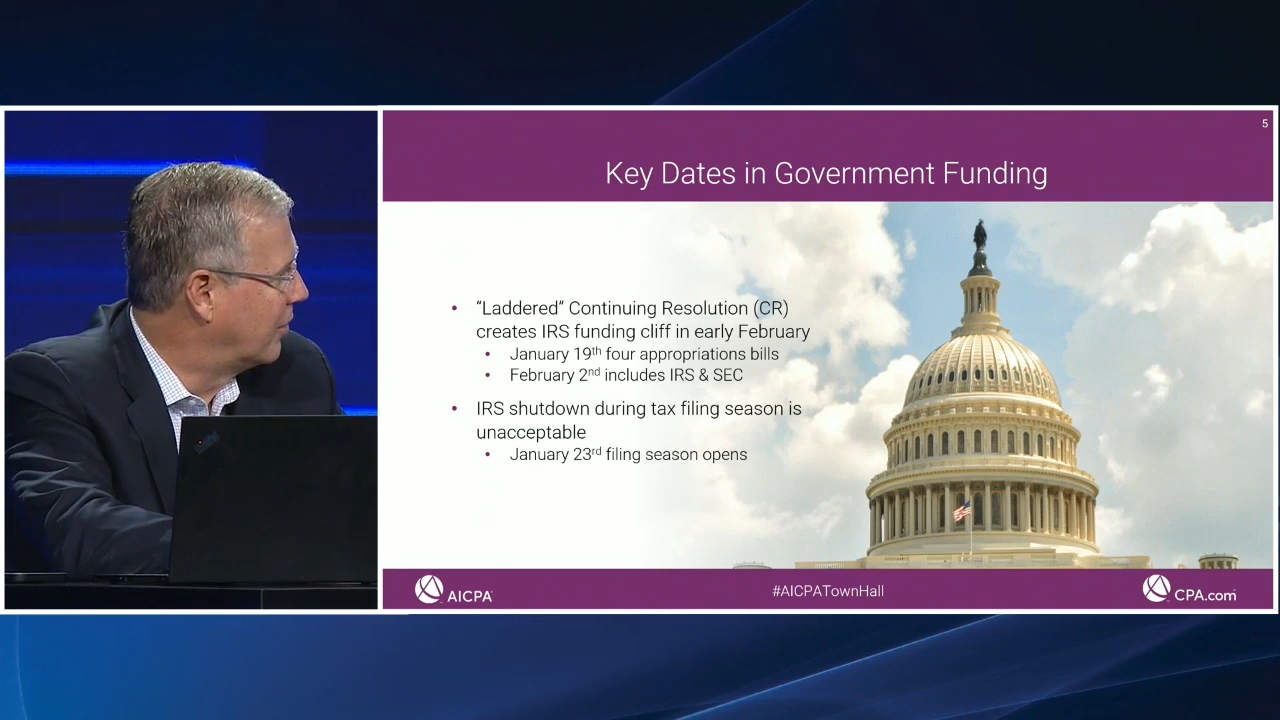 5
Key Dates in Government Funding
• “Laddered” Continuing Resolution (CR)
creates IRS funding cliff in early February
• January 19th four appropriations bills
• February 2nd includes IRS & SEC
• IRS shutdown during tax filing season is
unacceptable
• January 23rd filing season opens
AICPA
#AICPATownHall
CPA.com